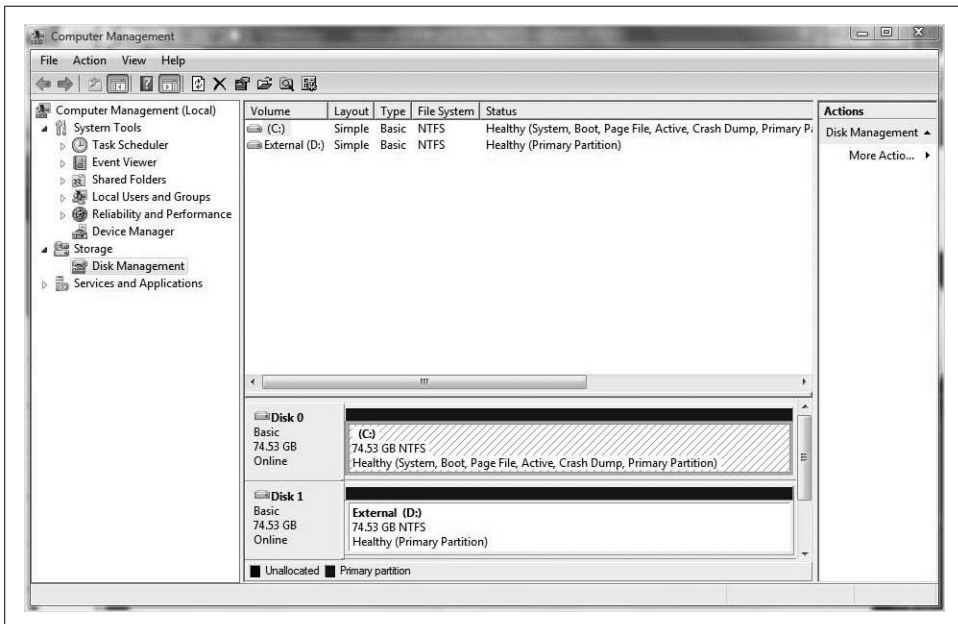 Computer Management
File Action View Help
Computer Management (Local)
System Tools
Task Scheduler
Event Viewer
Shared Folders
Local Users and Groups
Reliability and Performance
Device Manager
Storage
Disk Management
Services and Applications
Volume Layout Type File System Status
(C:) Simple Basic NTFS Healthy (System, Boot, Page File, Active, Crash Dump, Primary Pa
External (D:) Simple Basic NTFS Healthy (Primary Partition)
Disk 0
Basic
74.53 GB
Online
(C:)
74.53 GB NTFS
Healthy (System, Boot, Page File, Active, Crash Dump, Primary Partition)
Disk 1
Basic
74.53 GB
Online
External (D:)
74.53 GB NTFS
Healthy (Primary Partition)
Unallocated Primary partition
Actions
Disk Management
More Actio...